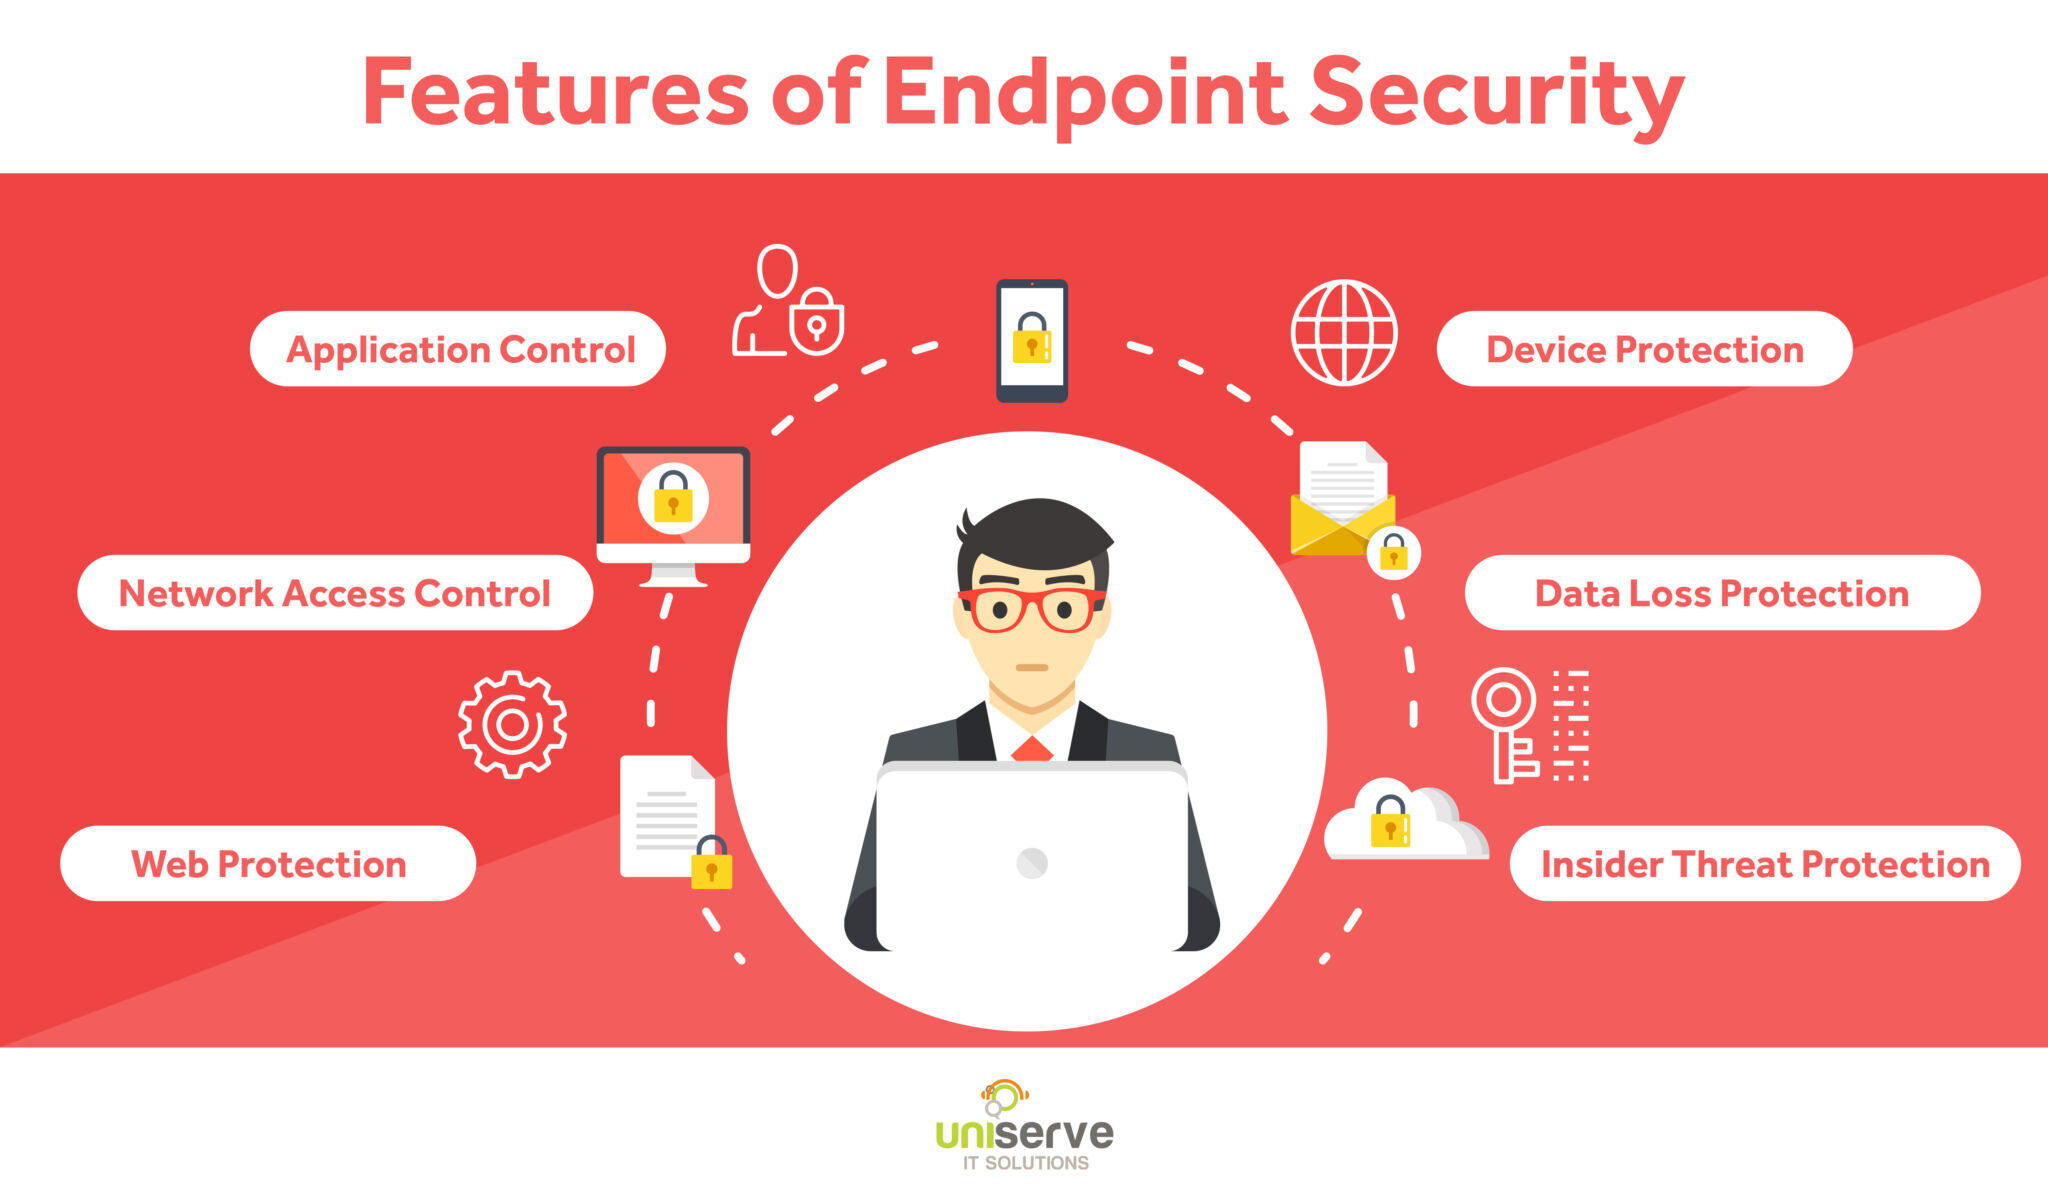 Features of Endpoint Security
Application Control
Device Protection
Network Access Control
Data Loss Protection
Web Protection
Insider Threat Protection
uniserve
IT SOLUTIONS